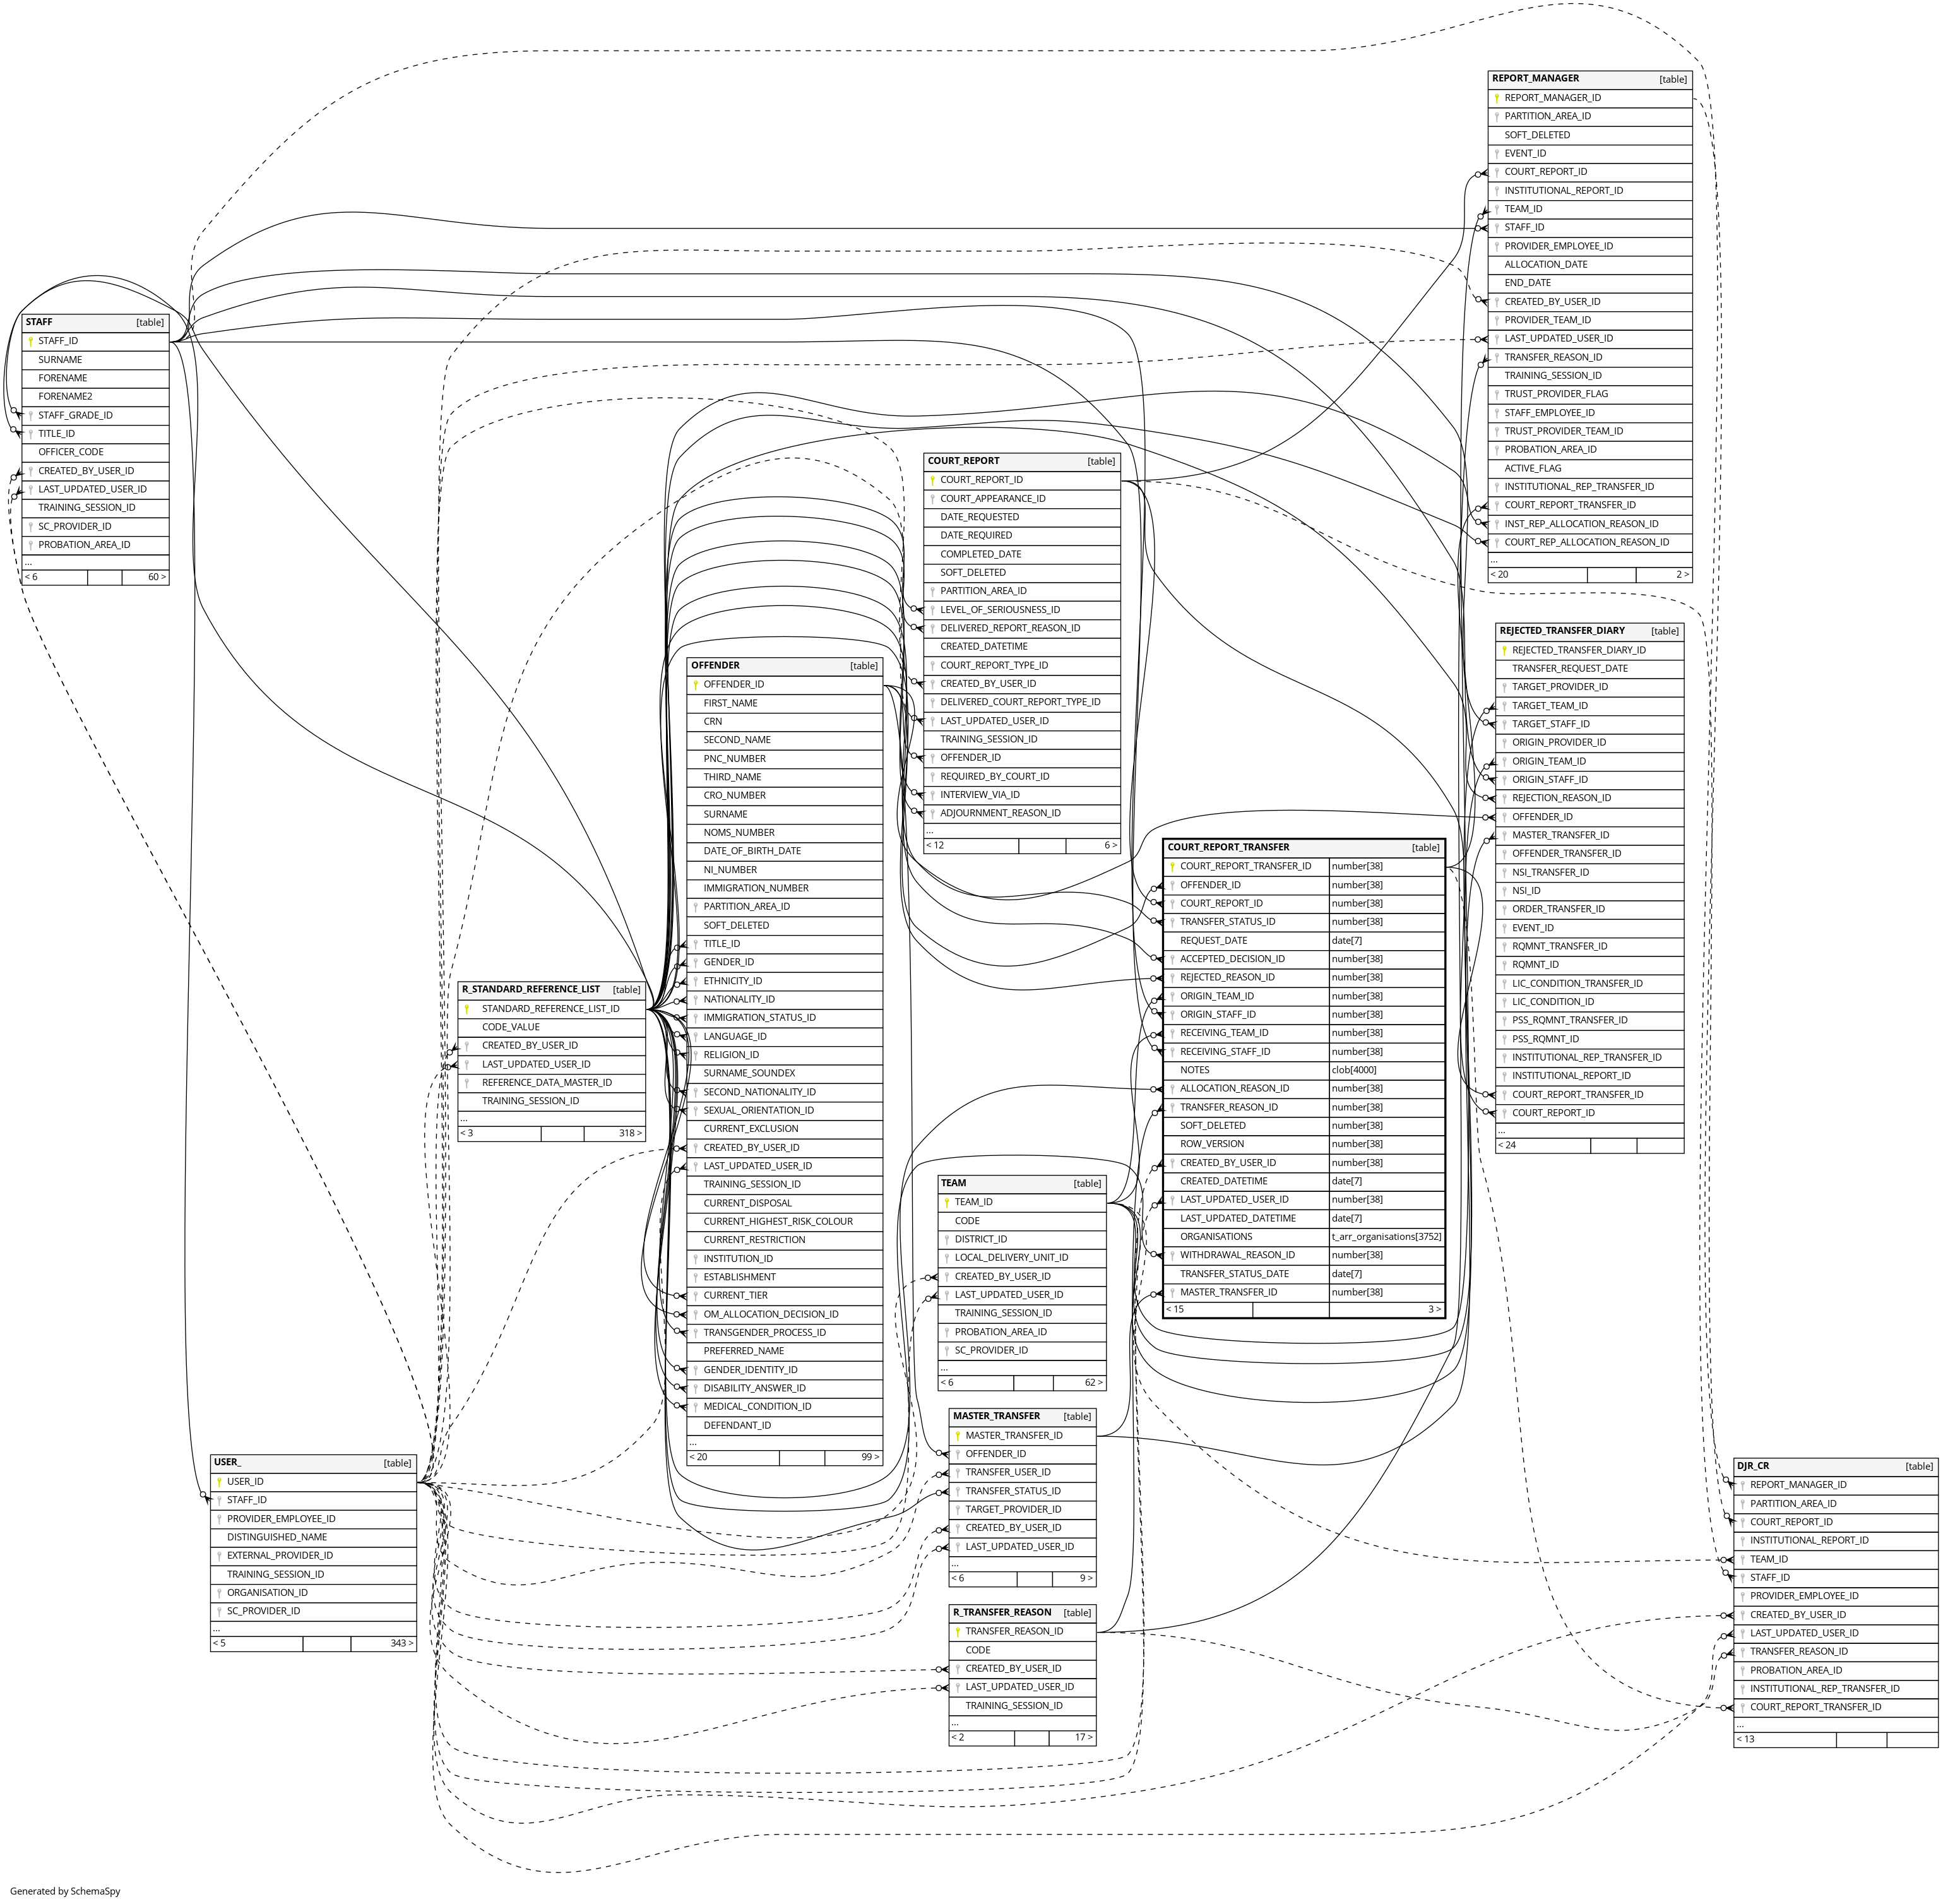 REPORT_MANAGER [table]
REPORT_MANAGER_ID
PARTITION_AREA_ID
SOFT_DELETED
EVENT_ID
COURT_REPORT_ID
INSTITUTIONAL_REPORT_ID
TEAM_ID
STAFF_ID
PROVIDER_EMPLOYEE_ID
ALLOCATION_DATE
END_DATE
CREATED_BY_USER_ID
PROVIDER_TEAM_ID
LAST_UPDATED_USER_ID
TRANSFER_REASON_ID
TRAINING_SESSION_ID
TRUST_PROVIDER_FLAG
STAFF_EMPLOYEE_ID
TRUST_PROVIDER_TEAM_ID
PROBATION_AREA_ID
ACTIVE_FLAG
INSTITUTIONAL_REP_TRANSFER_ID
COURT_REPORT_TRANSFER_ID
INST_REP_ALLOCATION_REASON_ID
COURT_REP_ALLOCATION_REASON_ID
...
< 20 2 >
STAFF [table]
STAFF_ID
SURNAME
FORENAME
FORENAME2
STAFF_GRADE_ID
TITLE_ID
OFFICER_CODE
CREATED_BY_USER_ID
LAST_UPDATED_USER_ID
TRAINING_SESSION_ID
SC_PROVIDER_ID
PROBATION_AREA_ID
...
< 6 60 >
COURT_REPORT [table]
COURT_REPORT_ID
COURT_APPEARANCE_ID
DATE_REQUESTED
DATE_REQUIRED
COMPLETED_DATE
SOFT_DELETED
PARTITION_AREA_ID
LEVEL_OF_SERIOUSNESS_ID
DELIVERED_REPORT_REASON_ID
CREATED_DATETIME
COURT_REPORT_TYPE_ID
CREATED_BY_USER_ID
DELIVERED_COURT_REPORT_TYPE_ID
LAST_UPDATED_USER_ID
TRAINING_SESSION_ID
OFFENDER_ID
REQUIRED_BY_COURT_ID
INTERVIEW_VIA_ID
ADJOURNMENT_REASON_ID
...
< 12 6 >
REJECTED_TRANSFER_DIARY [table]
REJECTED_TRANSFER_DIARY_ID
TRANSFER_REQUEST_DATE
TARGET_PROVIDER_ID
TARGET_TEAM_ID
TARGET_STAFF_ID
ORIGIN_PROVIDER_ID
ORIGIN_TEAM_ID
ORIGIN_STAFF_ID
REJECTION_REASON_ID
OFFENDER_ID
MASTER_TRANSFER_ID
OFFENDER_TRANSFER_ID
NSI_TRANSFER_ID
NSI_ID
ORDER_TRANSFER_ID
EVENT_ID
RQMNT_TRANSFER_ID
RQMNT_ID
LIC_CONDITION_TRANSFER_ID
LIC_CONDITION_ID
PSS_RQMNT_TRANSFER_ID
PSS_RQMNT_ID
INSTITUTIONAL_REP_TRANSFER_ID
INSTITUTIONAL_REPORT_ID
COURT_REPORT_TRANSFER_ID
COURT_REPORT_ID
...
< 24
OFFENDER [table]
OFFENDER_ID
FIRST_NAME
CRN
SECOND_NAME
PNC_NUMBER
THIRD_NAME
CRO_NUMBER
SURNAME
NOMS_NUMBER
DATE_OF_BIRTH_DATE
NI_NUMBER
IMMIGRATION_NUMBER
PARTITION_AREA_ID
SOFT_DELETED
TITLE_ID
GENDER_ID
ETHNICITY_ID
NATIONALITY_ID
IMMIGRATION_STATUS_ID
LANGUAGE_ID
RELIGION_ID
SURNAME_SOUNDEX
SECOND_NATIONALITY_ID
SEXUAL_ORIENTATION_ID
CURRENT_EXCLUSION
CREATED_BY_USER_ID
LAST_UPDATED_USER_ID
TRAINING_SESSION_ID
CURRENT_DISPOSAL
CURRENT_HIGHEST_RISK_COLOUR
CURRENT_RESTRICTION
INSTITUTION_ID
ESTABLISHMENT
CURRENT_TIER
OM_ALLOCATION_DECISION_ID
TRANSGENDER_PROCESS_ID
PREFERRED_NAME
GENDER_IDENTITY_ID
DISABILITY_ANSWER_ID
MEDICAL_CONDITION_ID
DEFENDANT_ID
...
< 20 99 >
COURT_REPORT_TRANSFER [table]
COURT_REPORT_TRANSFER_ID number[38]
OFFENDER_ID number[38]
COURT_REPORT_ID number[38]
TRANSFER_STATUS_ID number[38]
REQUEST_DATE date[7]
ACCEPTED_DECISION_ID number[38]
REJECTED_REASON_ID number[38]
ORIGIN_TEAM_ID number[38]
ORIGIN_STAFF_ID number[38]
RECEIVING_TEAM_ID number[38]
RECEIVING_STAFF_ID number[38]
NOTES clob[4000]
ALLOCATION_REASON_ID number[38]
TRANSFER_REASON_ID number[38]
SOFT_DELETED number[38]
ROW_VERSION number[38]
CREATED_BY_USER_ID number[38]
CREATED_DATETIME date[7]
LAST_UPDATED_USER_ID number[38]
LAST_UPDATED_DATETIME date[7]
ORGANISATIONS t_arr_organisations[3752]
WITHDRAWAL_REASON_ID number[38]
TRANSFER_STATUS_DATE date[7]
MASTER_TRANSFER_ID number[38]
< 15 3 >
R_STANDARD_REFERENCE_LIST [table]
STANDARD_REFERENCE_LIST_ID
CODE_VALUE
CREATED_BY_USER_ID
LAST_UPDATED_USER_ID
REFERENCE_DATA_MASTER_ID
TRAINING_SESSION_ID
...
< 3 318 >
TEAM [table]
TEAM_ID
CODE
DISTRICT_ID
LOCAL_DELIVERY_UNIT_ID
CREATED_BY_USER_ID
LAST_UPDATED_USER_ID
TRAINING_SESSION_ID
PROBATION_AREA_ID
SC_PROVIDER_ID
...
< 6 62 >
MASTER_TRANSFER [table]
MASTER_TRANSFER_ID
OFFENDER_ID
TRANSFER_USER_ID
TRANSFER_STATUS_ID
TARGET_PROVIDER_ID
CREATED_BY_USER_ID
LAST_UPDATED_USER_ID
...
< 6 9 >
USER_ [table]
USER_ID
STAFF_ID
PROVIDER_EMPLOYEE_ID
DISTINGUISHED_NAME
EXTERNAL_PROVIDER_ID
TRAINING_SESSION_ID
ORGANISATION_ID
SC_PROVIDER_ID
...
< 5 343 >
R_TRANSFER_REASON [table]
TRANSFER_REASON_ID
CODE
CREATED_BY_USER_ID
LAST_UPDATED_USER_ID
TRAINING_SESSION_ID
...
< 2 17 >
DJR_CR [table]
REPORT_MANAGER_ID
PARTITION_AREA_ID
COURT_REPORT_ID
INSTITUTIONAL_REPORT_ID
TEAM_ID
STAFF_ID
PROVIDER_EMPLOYEE_ID
CREATED_BY_USER_ID
LAST_UPDATED_USER_ID
TRANSFER_REASON_ID
PROBATION_AREA_ID
INSTITUTIONAL_REP_TRANSFER_ID
COURT_REPORT_TRANSFER_ID
...
< 13
Generated by SchemaSpy